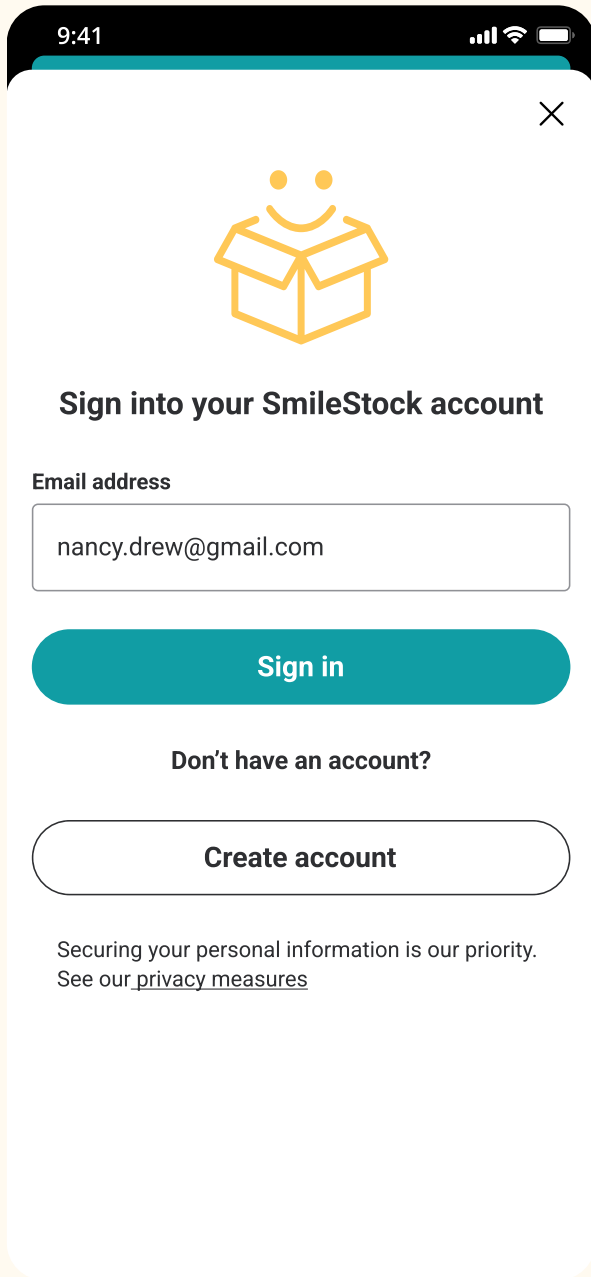 9:41
Sign into your SmileStock account
Email address
nancy.drew@gmail.com
Sign in
Don’t have an account?
Create account
Securing your personal information is our priority.
See our privacy measures